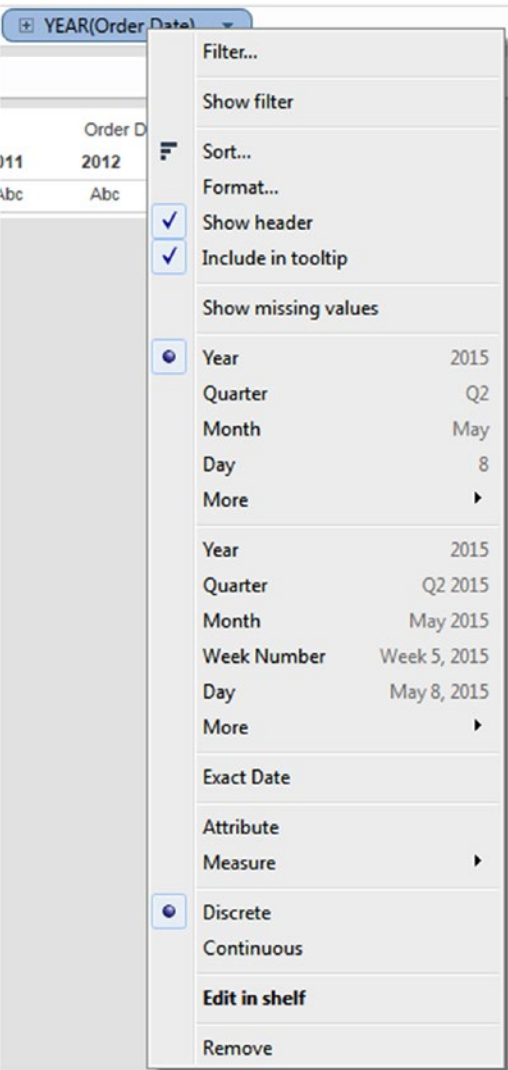 YEAR(Order Date)
Order D
011
2012
Abc
Abc
Filter...
Show filter
Sort...
Format...
Show header
Include in tooltip
Show missing values
Year 2015
Quarter Q2
Month May
Day 8
More
Year 2015
Quarter Q2 2015
Month May 2015
Week Number Week 5, 2015
Day May 8, 2015
More
Exact Date
Attribute
Measure
Discrete
Continuous
Edit in shelf
Remove